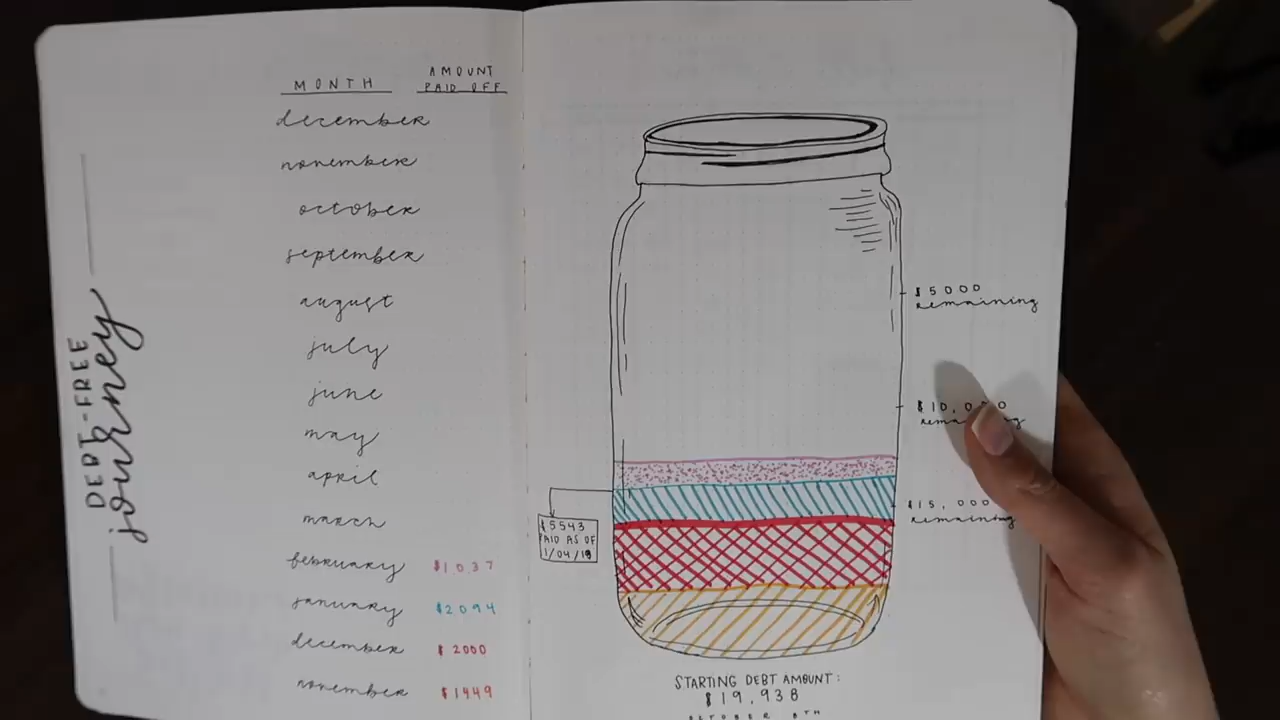 DEBT-FREE
journey
MONTH AMOUNT PAID OFF
december
november
october
september
august
july
june
may
april
march
february $1037
january $2094
december $2000
november $1449
$5000
remaining
$10,000
remaining
$15,000
remaining
$5543
PAID AS OF
1/04/19
STARTING DEBT AMOUNT:
$19,938